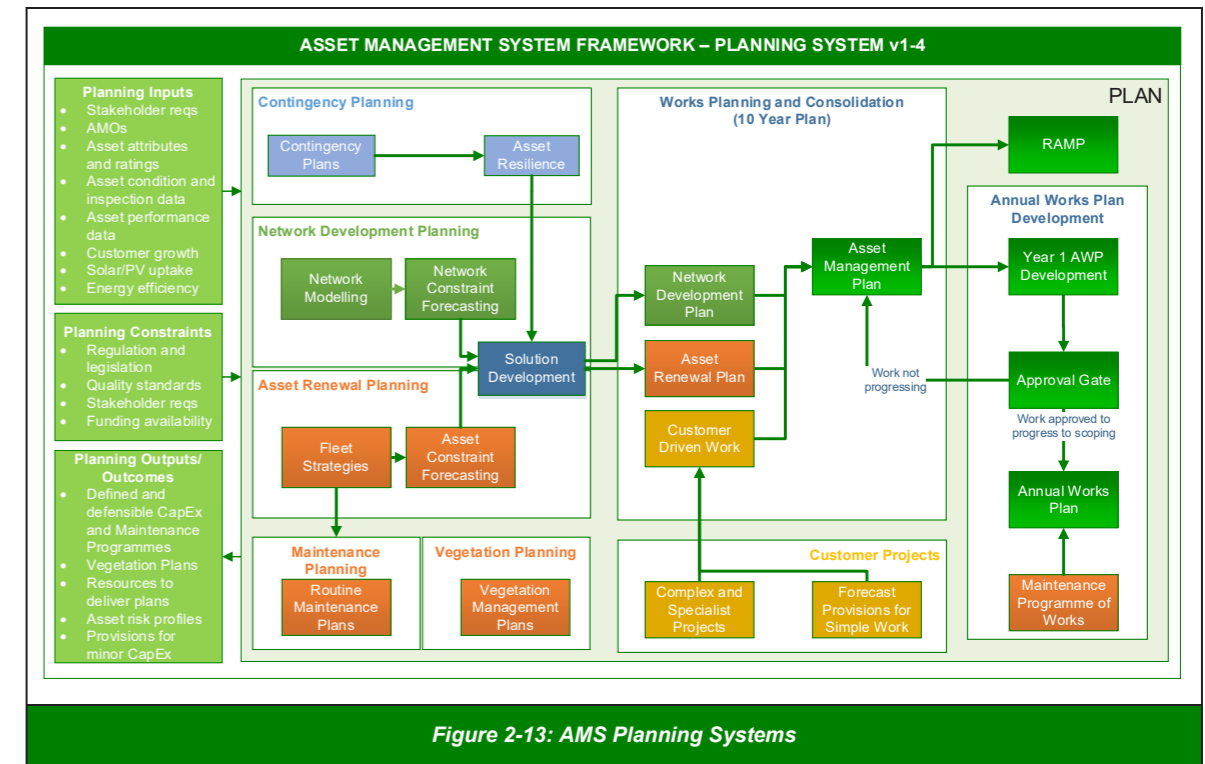 ASSET MANAGEMENT SYSTEM FRAMEWORK – PLANNING SYSTEM v1-4
Planning Inputs
• Stakeholder reqs
• AMOs
• Asset attributes
and ratings
• Asset condition and
inspection data
• Asset performance
data
• Customer growth
• Solar/PV uptake
• Energy efficiency
Planning Constraints
• Regulation and
legislation
• Quality standards
• Stakeholder reqs
• Funding availability
Planning Outputs/
Outcomes
• Defined and
defensible CapEx
and Maintenance
Programmes
• Vegetation Plans
• Resources to
deliver plans
• Asset risk profiles
• Provisions for
minor CapEx
PLAN
Contingency Planning
Contingency
Plans
Asset
Resilience
Network Development Planning
Network
Modelling
Network
Constraint
Forecasting
Solution
Development
Asset Renewal Planning
Fleet
Strategies
Asset
Constraint
Forecasting
Maintenance
Planning
Routine
Maintenance
Plans
Vegetation Planning
Vegetation
Management
Plans
Works Planning and Consolidation
(10 Year Plan)
Network
Development
Plan
Asset
Renewal Plan
Customer
Driven Work
Asset
Management
Plan
Work not
progressing
Customer Projects
Complex and
Specialist
Projects
Forecast
Provisions for
Simple Work
RAMP
Annual Works Plan
Development
Year 1 AWP
Development
Approval Gate
Work approved to
progress to scoping
Annual Works
Plan
Maintenance
Programme of
Works
Figure 2-13: AMS Planning Systems